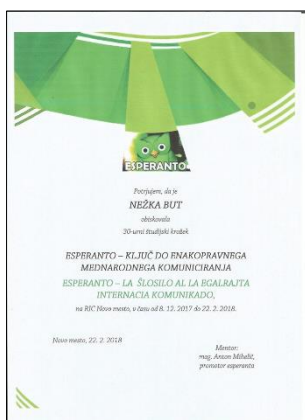 ESPERANTO
Potrjujem, da je
NEŽKA BUT
obiskovala
30-urni študijski krožek
ESPERANTO – KLJUČ DO ENAKOPRAVNEGA
MEDNARODNEGA KOMUNICIRANJA
ESPERANTO – LA ŠLOSILO AL LA EGALRAJTA
INTERNACIA KOMUNIKADO,
na RIC Novo mesto, v času od 8. 12. 2017 do 22. 2. 2018.
Novo mesto, 22. 2. 2018
Mentor:
mag. Anton Mihelič,
promotor esperanta